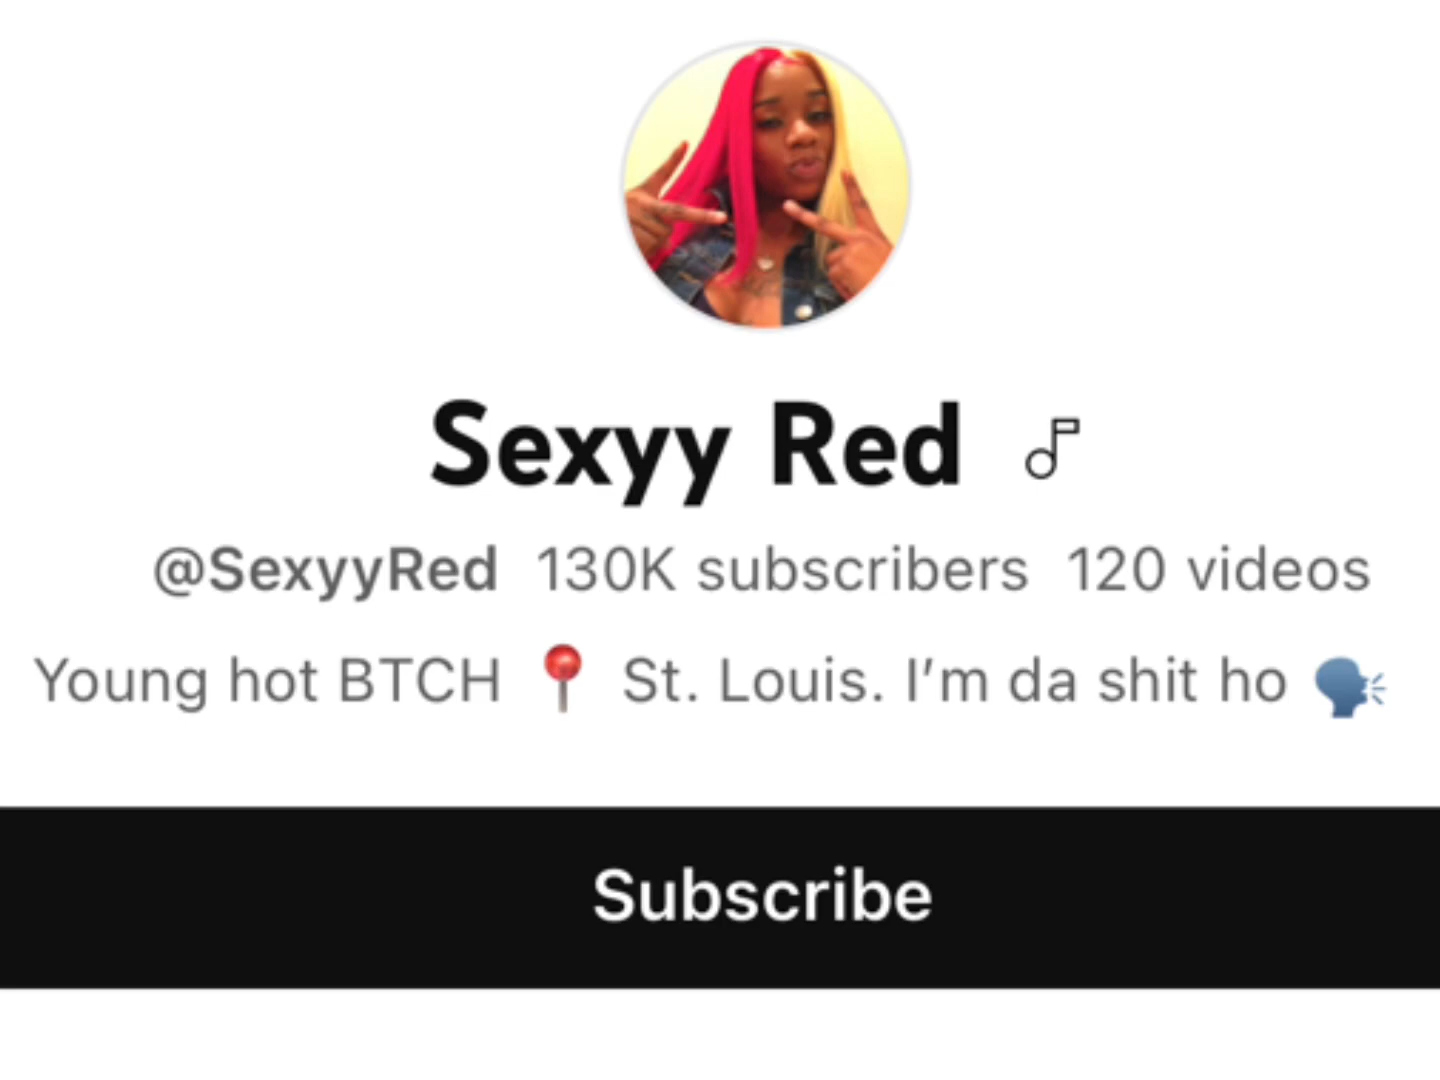 Sexyy Red
@SexyyRed 130K subscribers 120 videos
Young hot BTCH 📍 St. Louis. I’m da shit ho 🗣️
Subscribe